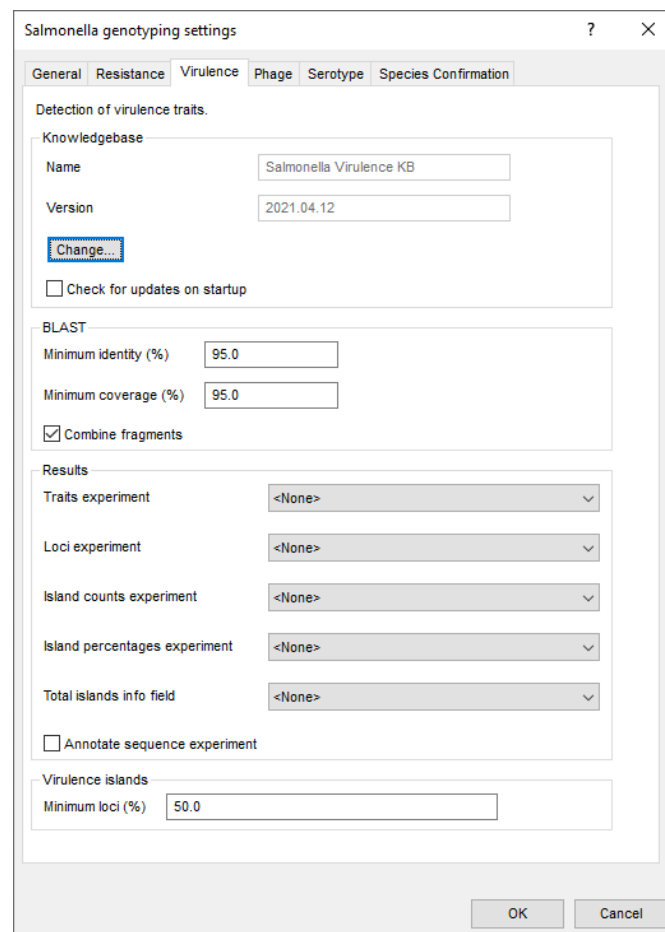 Salmonella genotyping settings
?
General Resistance Virulence Phage Serotype Species Confirmation
Detection of virulence traits.
Knowledgebase
Name Salmonella Virulence KB
Version 2021.04.12
Change...
Check for updates on startup
BLAST
Minimum identity (%) 95.0
Minimum coverage (%) 95.0
Combine fragments
Results
Traits experiment <None>
Loci experiment <None>
Island counts experiment <None>
Island percentages experiment <None>
Total islands info field <None>
Annotate sequence experiment
Virulence islands
Minimum loci (%) 50.0
OK Cancel